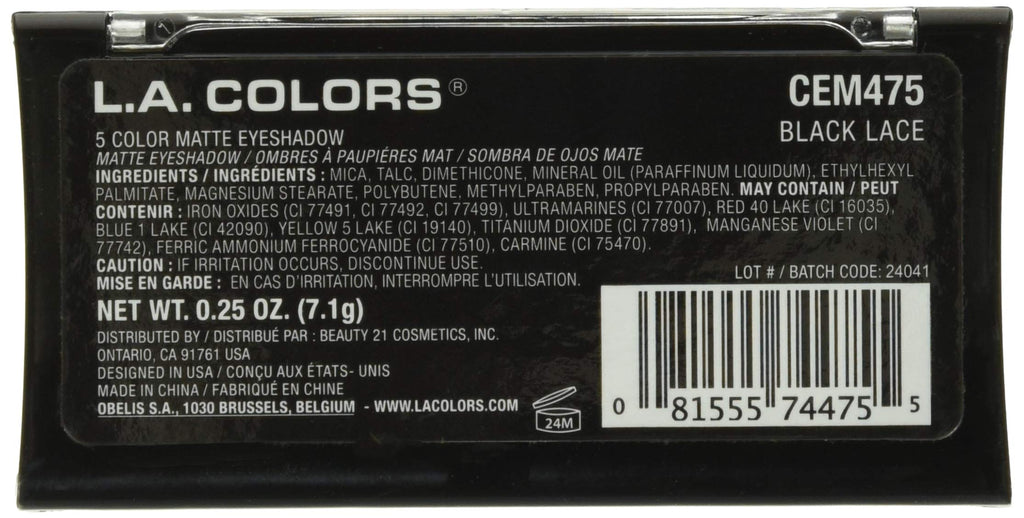 L.A. COLORS®
CEM475
5 COLOR MATTE EYESHADOW
BLACK LACE
MATTE EYESHADOW / OMBRES À PAUPIÉRES MAT / SOMBRA DE OJOS MATE
INGREDIENTS / INGRÉDIENTS : MICA, TALC, DIMETHICONE, MINERAL OIL (PARAFFINUM LIQUIDUM), ETHYLHEXYL
PALMITATE, MAGNESIUM STEARATE, POLYBUTENE, METHYLPARABEN, PROPYLPARABEN. MAY CONTAIN / PEUT
CONTENIR : IRON OXIDES (CI 77491, CI 77492, CI 77499), ULTRAMARINES (CI 77007), RED 40 LAKE (CI 16035),
BLUE 1 LAKE (CI 42090), YELLOW 5 LAKE (CI 19140), TITANIUM DIOXIDE (CI 77891), MANGANESE VIOLET (CI
77742), FERRIC AMMONIUM FERROCYANIDE (CI 77510), CARMINE (CI 75470).
CAUTION : IF IRRITATION OCCURS, DISCONTINUE USE.
MISE EN GARDE : EN CAS D'IRRITATION, INTERROMPRE L'UTILISATION.
LOT # / BATCH CODE: 24041
NET WT. 0.25 OZ. (7.1g)
DISTRIBUTED BY / DISTRIBUÉ PAR : BEAUTY 21 COSMETICS, INC.
ONTARIO, CA 91761 USA
DESIGNED IN USA / CONÇU AUX ÉTATS- UNIS
MADE IN CHINA / FABRIQUÉ EN CHINE
OBELIS S.A., 1030 BRUSSELS, BELGIUM - WWW.LACOLORS.COM
24M
0 81555 74475 5